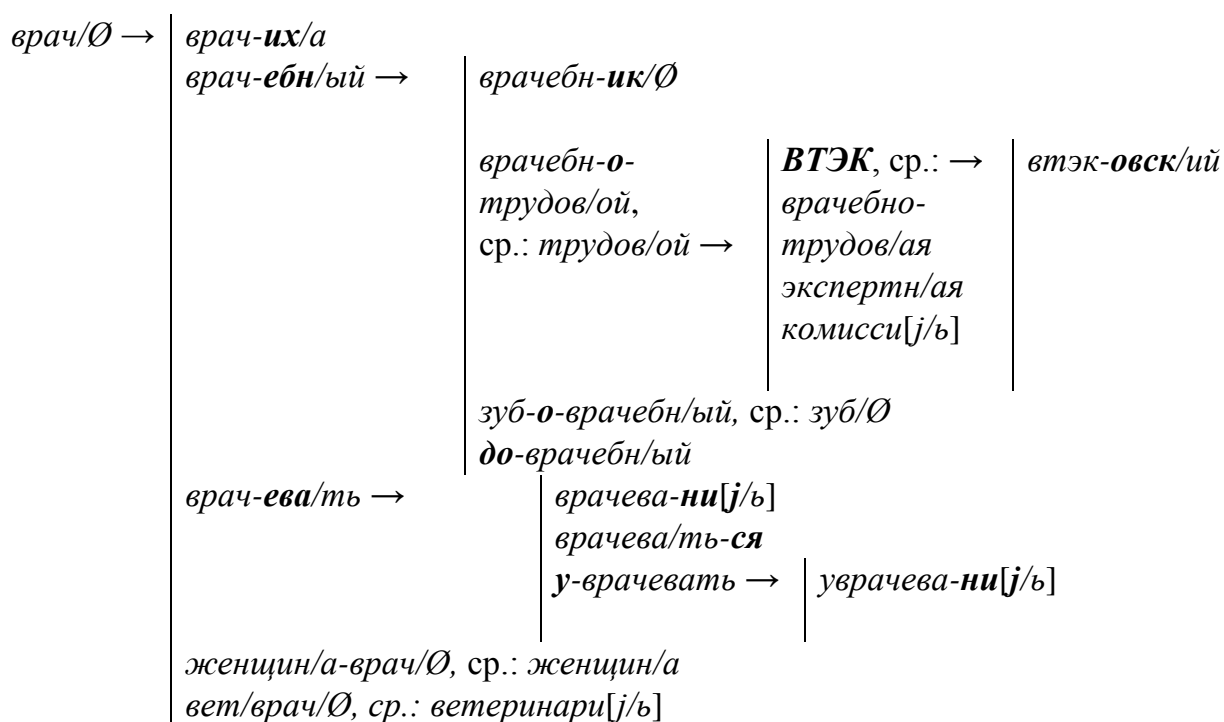 врач/Ø → врач-их/а
врач-ебн/ый → врачебн-ик/Ø
врачебн-о- ВТЭК, ср.: → втэк-овск/ий
трудов/ой, врачебно-
ср.: трудов/ой → трудов/ая
экспертн/ая
комисси[j/ь]
зуб-о-врачебн/ый, ср.: зуб/Ø
до-врачебн/ый
врач-ева/ть → врачева-ни[j/ь]
врачева/ть-ся
у-врачевать → уврачева-ни[j/ь]
женщин/а-врач/Ø, ср.: женщин/а
вет/врач/Ø, ср.: ветеринари[j/ь]